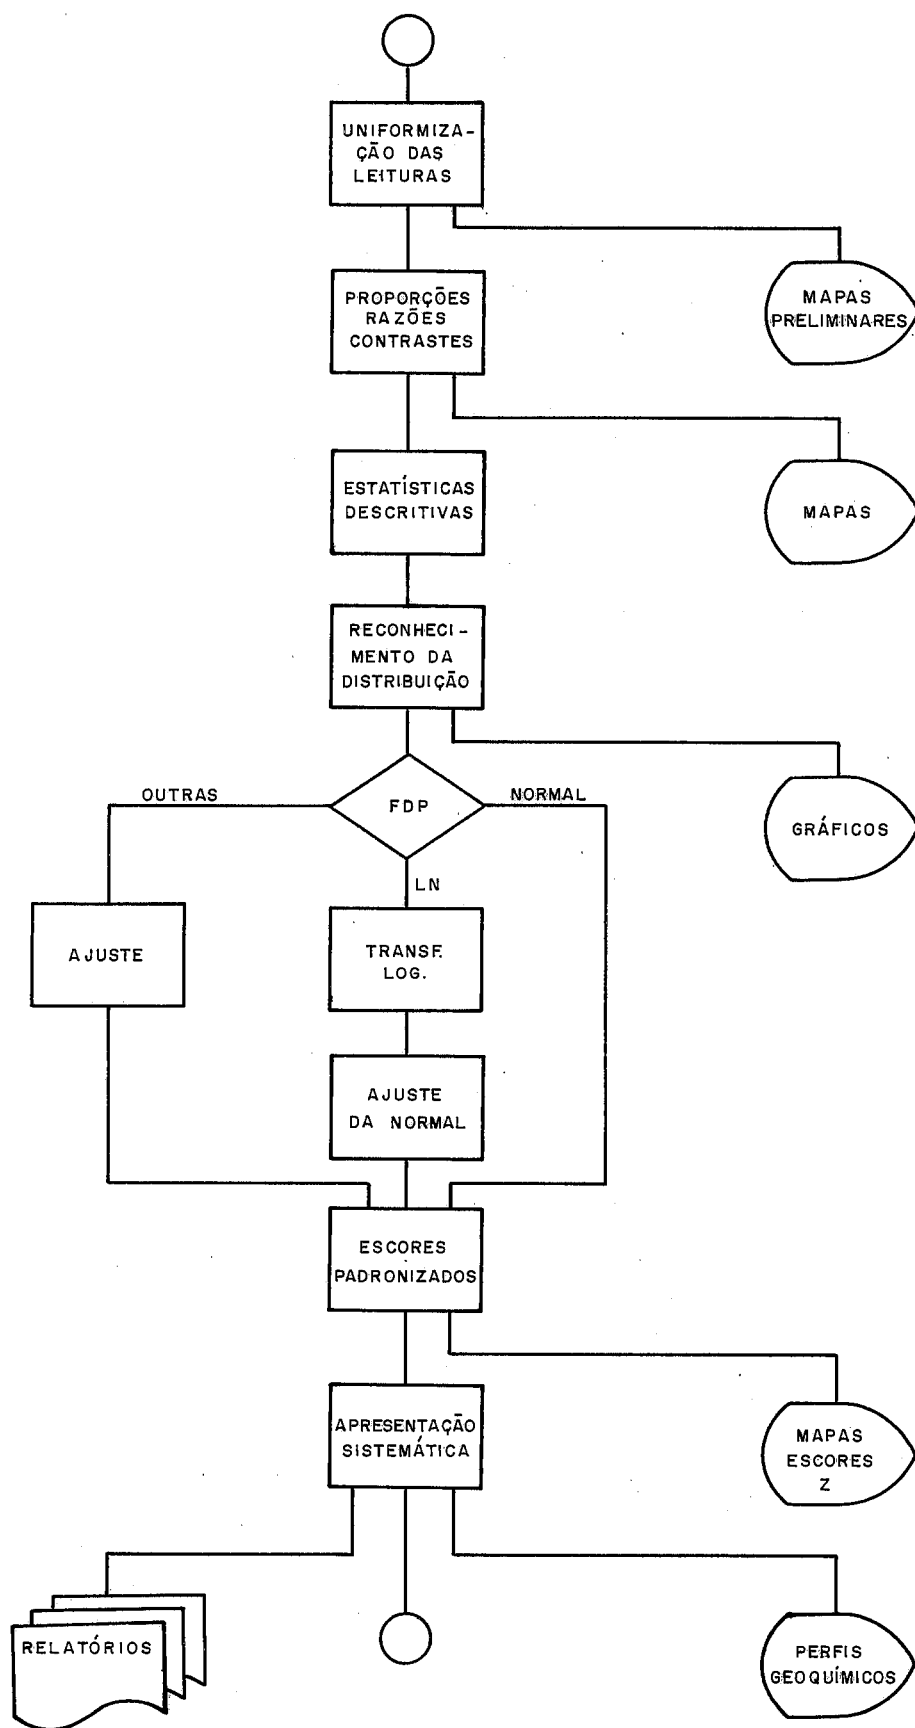 UNIFORMIZA-
ÇÃO DAS
LEITURAS
MAPAS
PRELIMINARES
PROPORÇÕES
RAZÕES
CONTRASTES
ESTATÍSTICAS
DESCRITIVAS
MAPAS
RECONHECI-
MENTO DA
DISTRIBUIÇÃO
OUTRAS
FDP
NORMAL
GRÁFICOS
LN
AJUSTE
TRANSF.
LOG.
AJUSTE
DA NORMAL
ESCORES
PADRONIZADOS
APRESENTAÇÃO
SISTEMÁTICA
MAPAS
ESCORES
Z
RELATÓRIOS
PERFIS
GEOQUÍMICOS